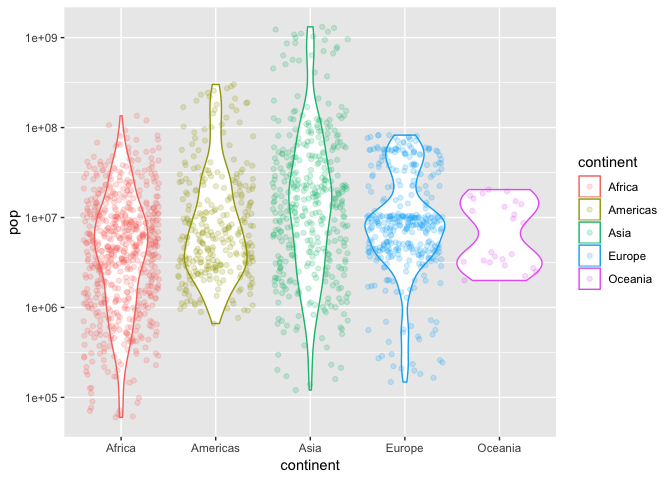 1e+09
1e+08
1e+07
1e+06
1e+05
pop
Africa
Americas
Asia
Europe
Oceania
continent
continent
Africa
Americas
Asia
Europe
Oceania